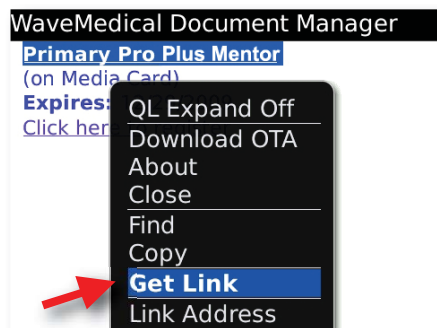 WaveMedical Document Manager
Primary Pro Plus Mentor
(on Media Card)
Expires:
Click here
QL Expand Off
Download OTA
About
Close
Find
Copy
Get Link
Link Address